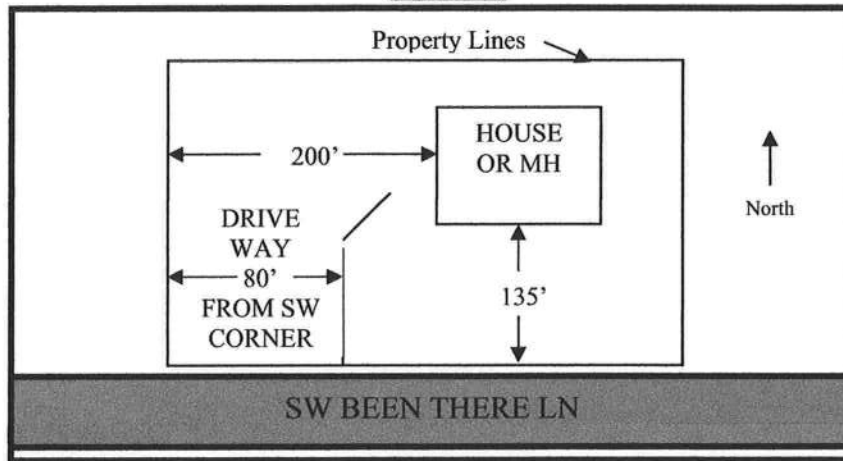 Property Lines
HOUSE
OR MH
200’
North
DRIVE
WAY
80’
FROM SW
CORNER
135’
SW BEEN THERE LN